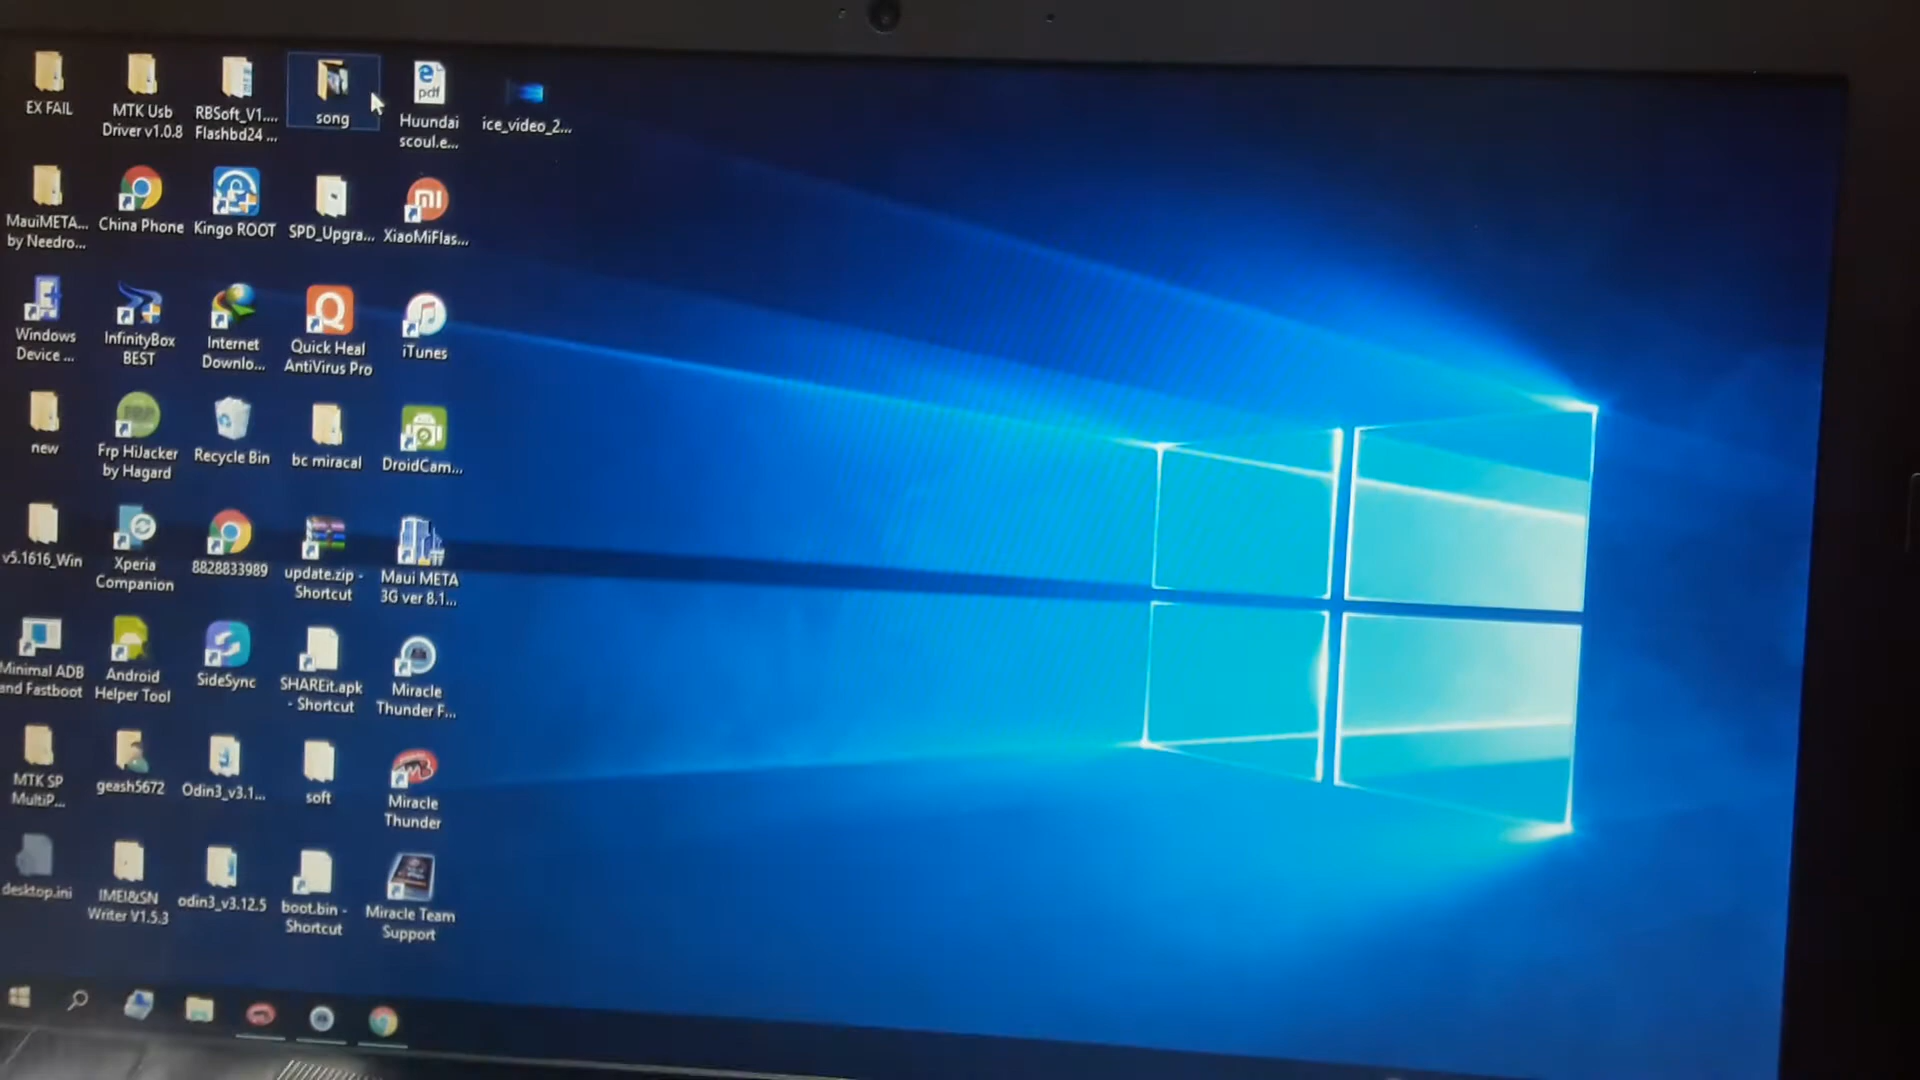 EX FAIL
MTK Usb
Driver v1.0.8
RBSoft_V1....
Flashbd24 ...
song
pdf
Huundai
scoul.e...
ice_video_2...
MauiMETA...
by Needro...
China Phone
Kingo ROOT
SPD_Upgra...
XiaoMiFlas...
Windows
Device ...
InfinityBox
BEST
Internet
Downlo...
Quick Heal
AntiVirus Pro
iTunes
new
FRP
Frp HiJacker
by Hagard
Recycle Bin
bc miracal
DroidCam...
v5.1616_Win
Xperia
Companion
8828833989
update.zip -
Shortcut
Maui META
3G ver 8.1...
Minimal ADB
and Fastboot
Android
Helper Tool
SideSync
SHAREit.apk
- Shortcut
Miracle
Thunder F...
MTK SP
MultiP...
geash5672
Odin3_v3.1...
soft
Miracle
Thunder
desktop.ini
IMEI&SN
Writer V1.5.3
odin3_v3.12.5
boot.bin -
Shortcut
Miracle Team
Support